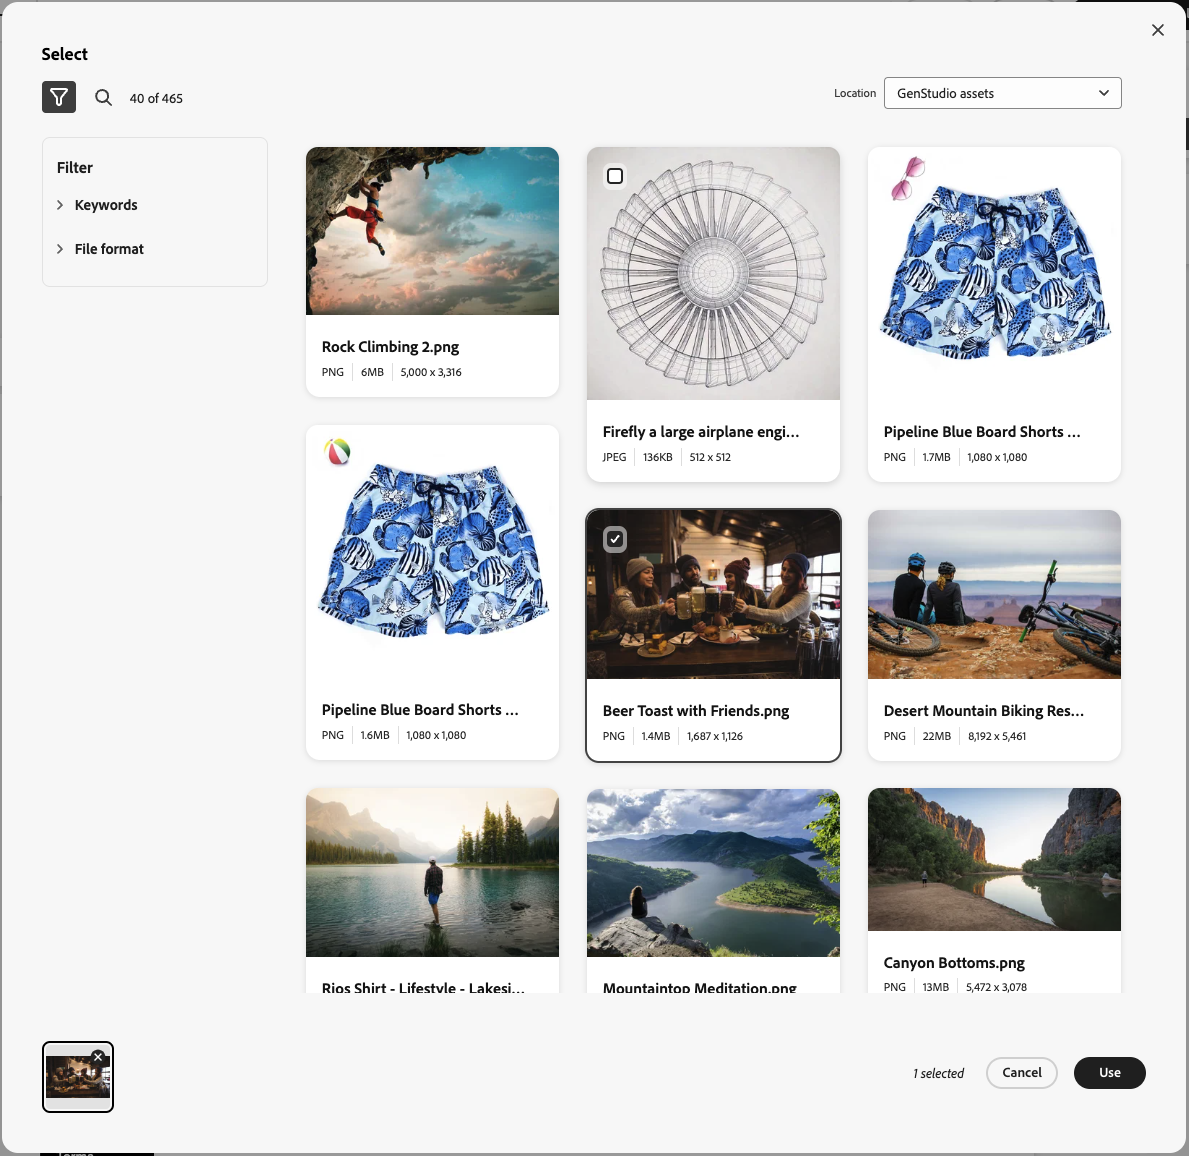 Select
40 of 465
Location
GenStudio assets
Filter
Keywords
File format
Rock Climbing 2.png
PNG 6MB 5,000 x 3,316
Firefly a large airplane engi...
JPEG 136KB 512 x 512
Pipeline Blue Board Shorts ...
PNG 1.7MB 1,080 x 1,080
Pipeline Blue Board Shorts ...
PNG 1.6MB 1,080 x 1,080
Beer Toast with Friends.png
PNG 1.4MB 1,687 x 1,126
Desert Mountain Biking Res...
PNG 22MB 8,192 x 5,461
Rios Shirt - Lifestyle - Lakesi...
Mountaintop Meditation.png
Canyon Bottoms.png
PNG 13MB 5,472 x 3,078
1 selected
Cancel
Use